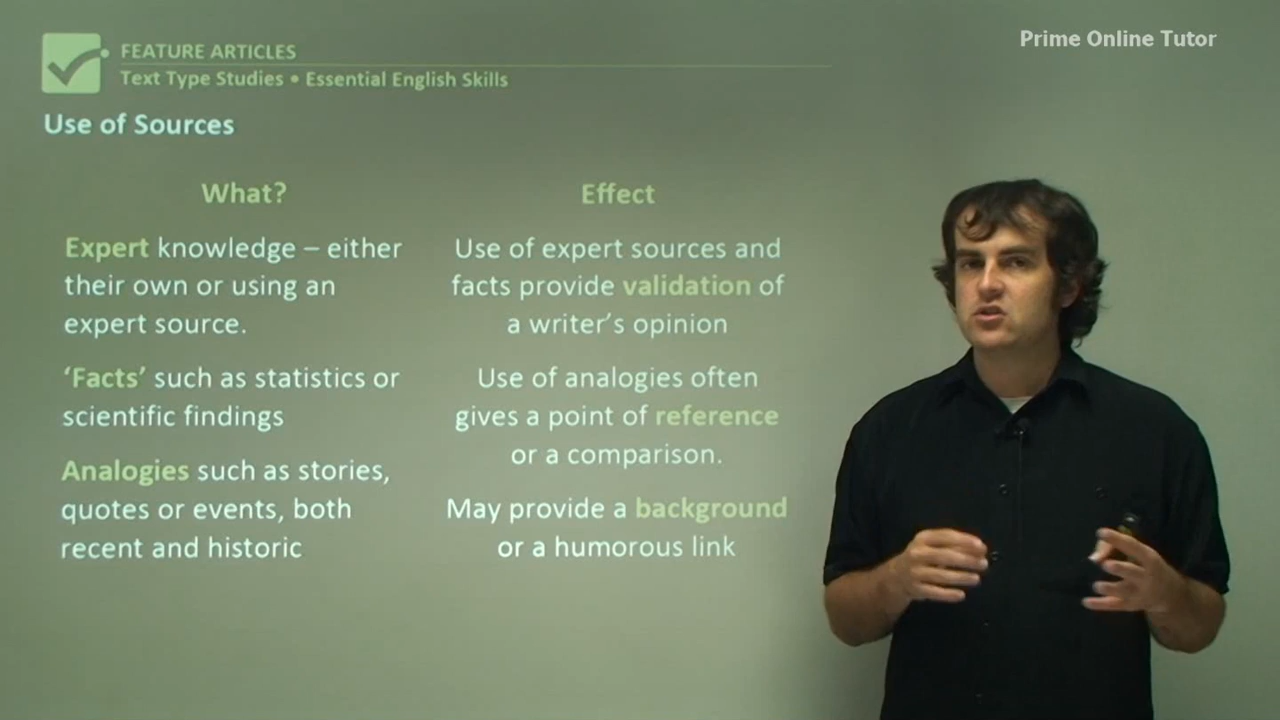 Prime Online Tutor
FEATURE ARTICLES
Text Type Studies • Essential English Skills
Use of Sources
What?
Expert knowledge – either
their own or using an
expert source.
‘Facts’ such as statistics or
scientific findings
Analogies such as stories,
quotes or events, both
recent and historic
Effect
Use of expert sources and
facts provide validation of
a writer’s opinion
Use of analogies often
gives a point of reference
or a comparison.
May provide a background
or a humorous link